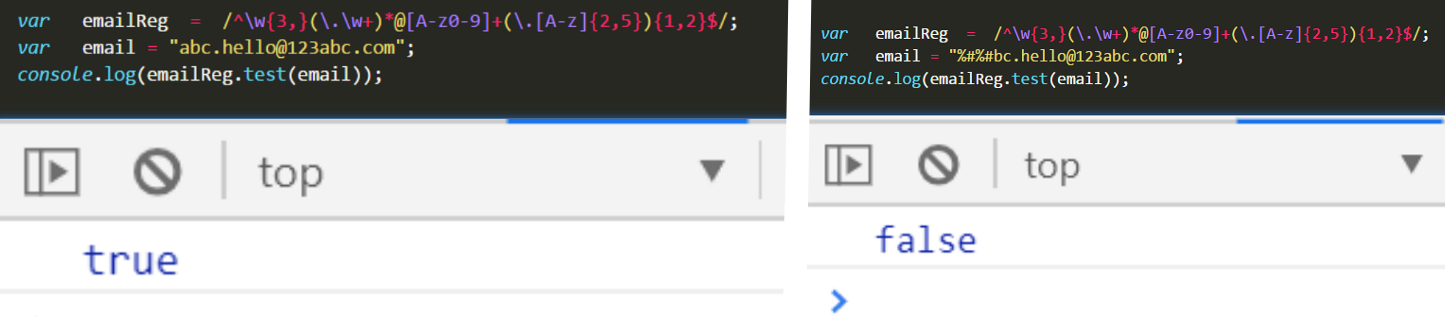 var emailReg = /^\w{3,}(\.\w+)*@[A-z0-9]+(\.[A-z]{2,5}){1,2}$/;
var email = "abc.hello@123abc.com";
console.log(emailReg.test(email));
top
true
var emailReg = /^\w{3,}(\.\w+)*@[A-z0-9]+(\.[A-z]{2,5}){1,2}$/;
var email = "%#%#bc.hello@123abc.com";
console.log(emailReg.test(email));
top
false